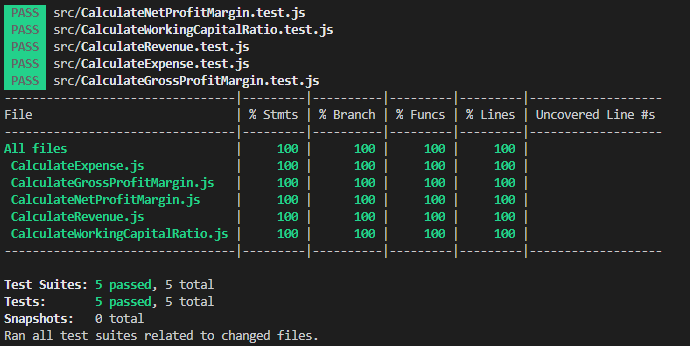 PASS src/CalculateNetProfitMargin.test.js
PASS src/CalculateWorkingCapitalRatio.test.js
PASS src/CalculateRevenue.test.js
PASS src/CalculateExpense.test.js
PASS src/CalculateGrossProfitMargin.test.js
----------------------------------|---------|----------|---------|---------|-------------------
File | % Stmts | % Branch | % Funcs | % Lines | Uncovered Line #s
----------------------------------|---------|----------|---------|---------|-------------------
All files | 100 | 100 | 100 | 100 |
CalculateExpense.js | 100 | 100 | 100 | 100 |
CalculateGrossProfitMargin.js | 100 | 100 | 100 | 100 |
CalculateNetProfitMargin.js | 100 | 100 | 100 | 100 |
CalculateRevenue.js | 100 | 100 | 100 | 100 |
CalculateWorkingCapitalRatio.js | 100 | 100 | 100 | 100 |
----------------------------------|---------|----------|---------|---------|-------------------
Test Suites: 5 passed, 5 total
Tests: 5 passed, 5 total
Snapshots: 0 total
Ran all test suites related to changed files.